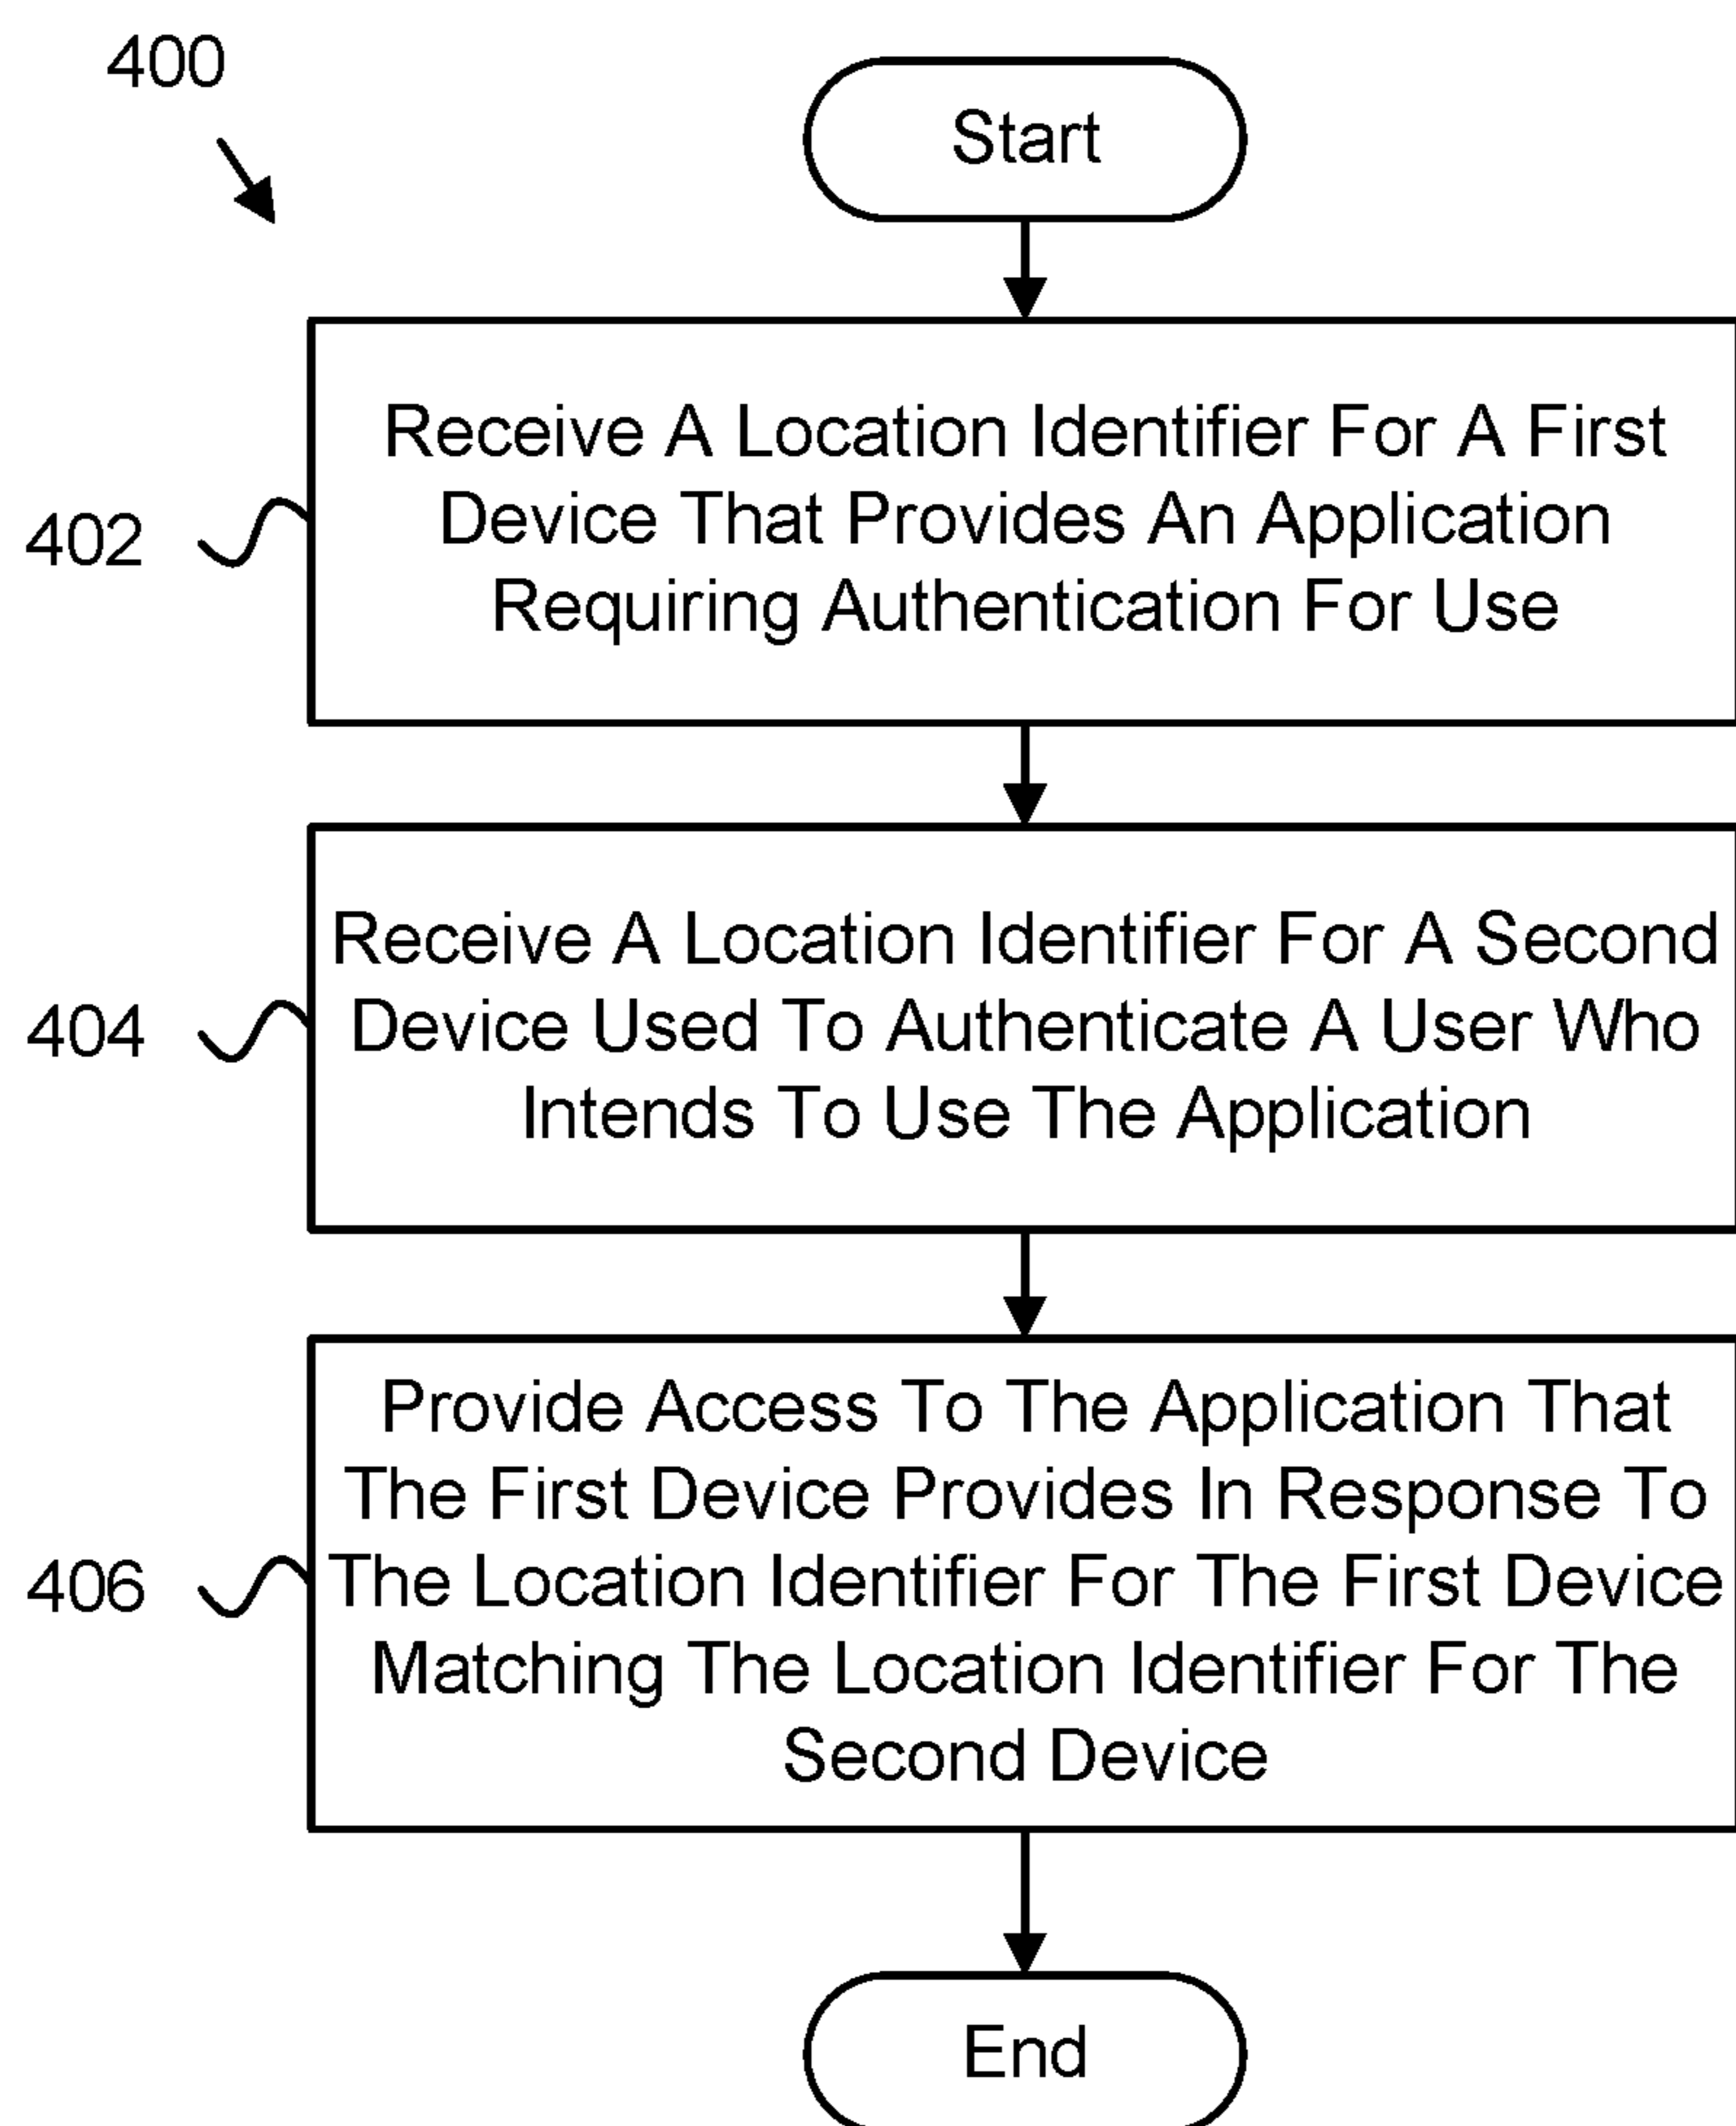 400
Start
Receive A Location Identifier For A First
Device That Provides An Application
Requiring Authentication For Use
402
Receive A Location Identifier For A Second
Device Used To Authenticate A User Who
Intends To Use The Application
404
Provide Access To The Application That
The First Device Provides In Response To
The Location Identifier For The First Device
Matching The Location Identifier For The
Second Device
406
End